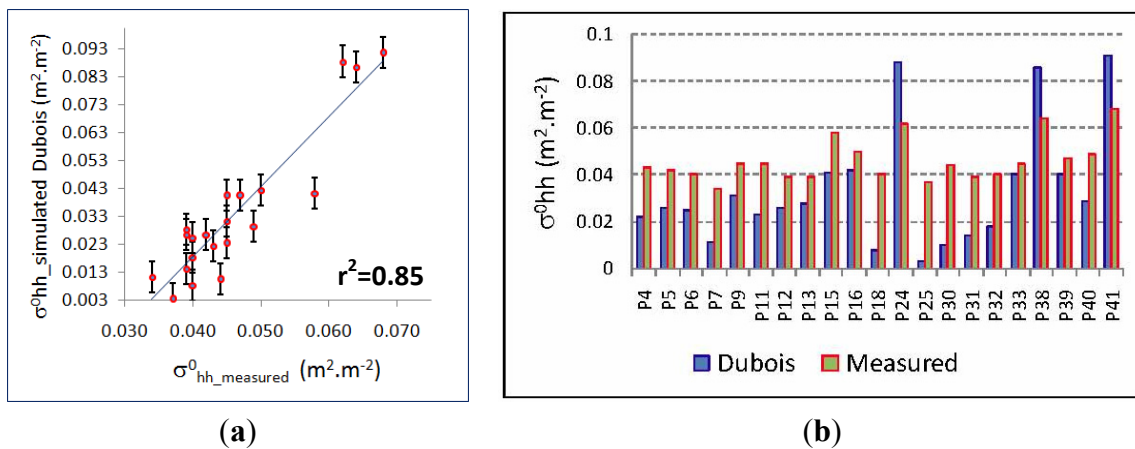 σ⁰hh_simulated Dubois (m².m⁻²)
0.093
0.083
0.073
0.063
0.053
0.043
0.033
0.023
0.013
0.003
r²=0.85
0.030 0.040 0.050 0.060 0.070
σ⁰hh_measured (m².m⁻²)
(a)
σ⁰hh (m².m⁻²)
0.1
0.08
0.06
0.04
0.02
0
P4 P5 P6 P7 P9 P11 P12 P13 P15 P16 P18 P24 P25 P30 P31 P32 P33 P38 P39 P40 P41
Dubois Measured
(b)